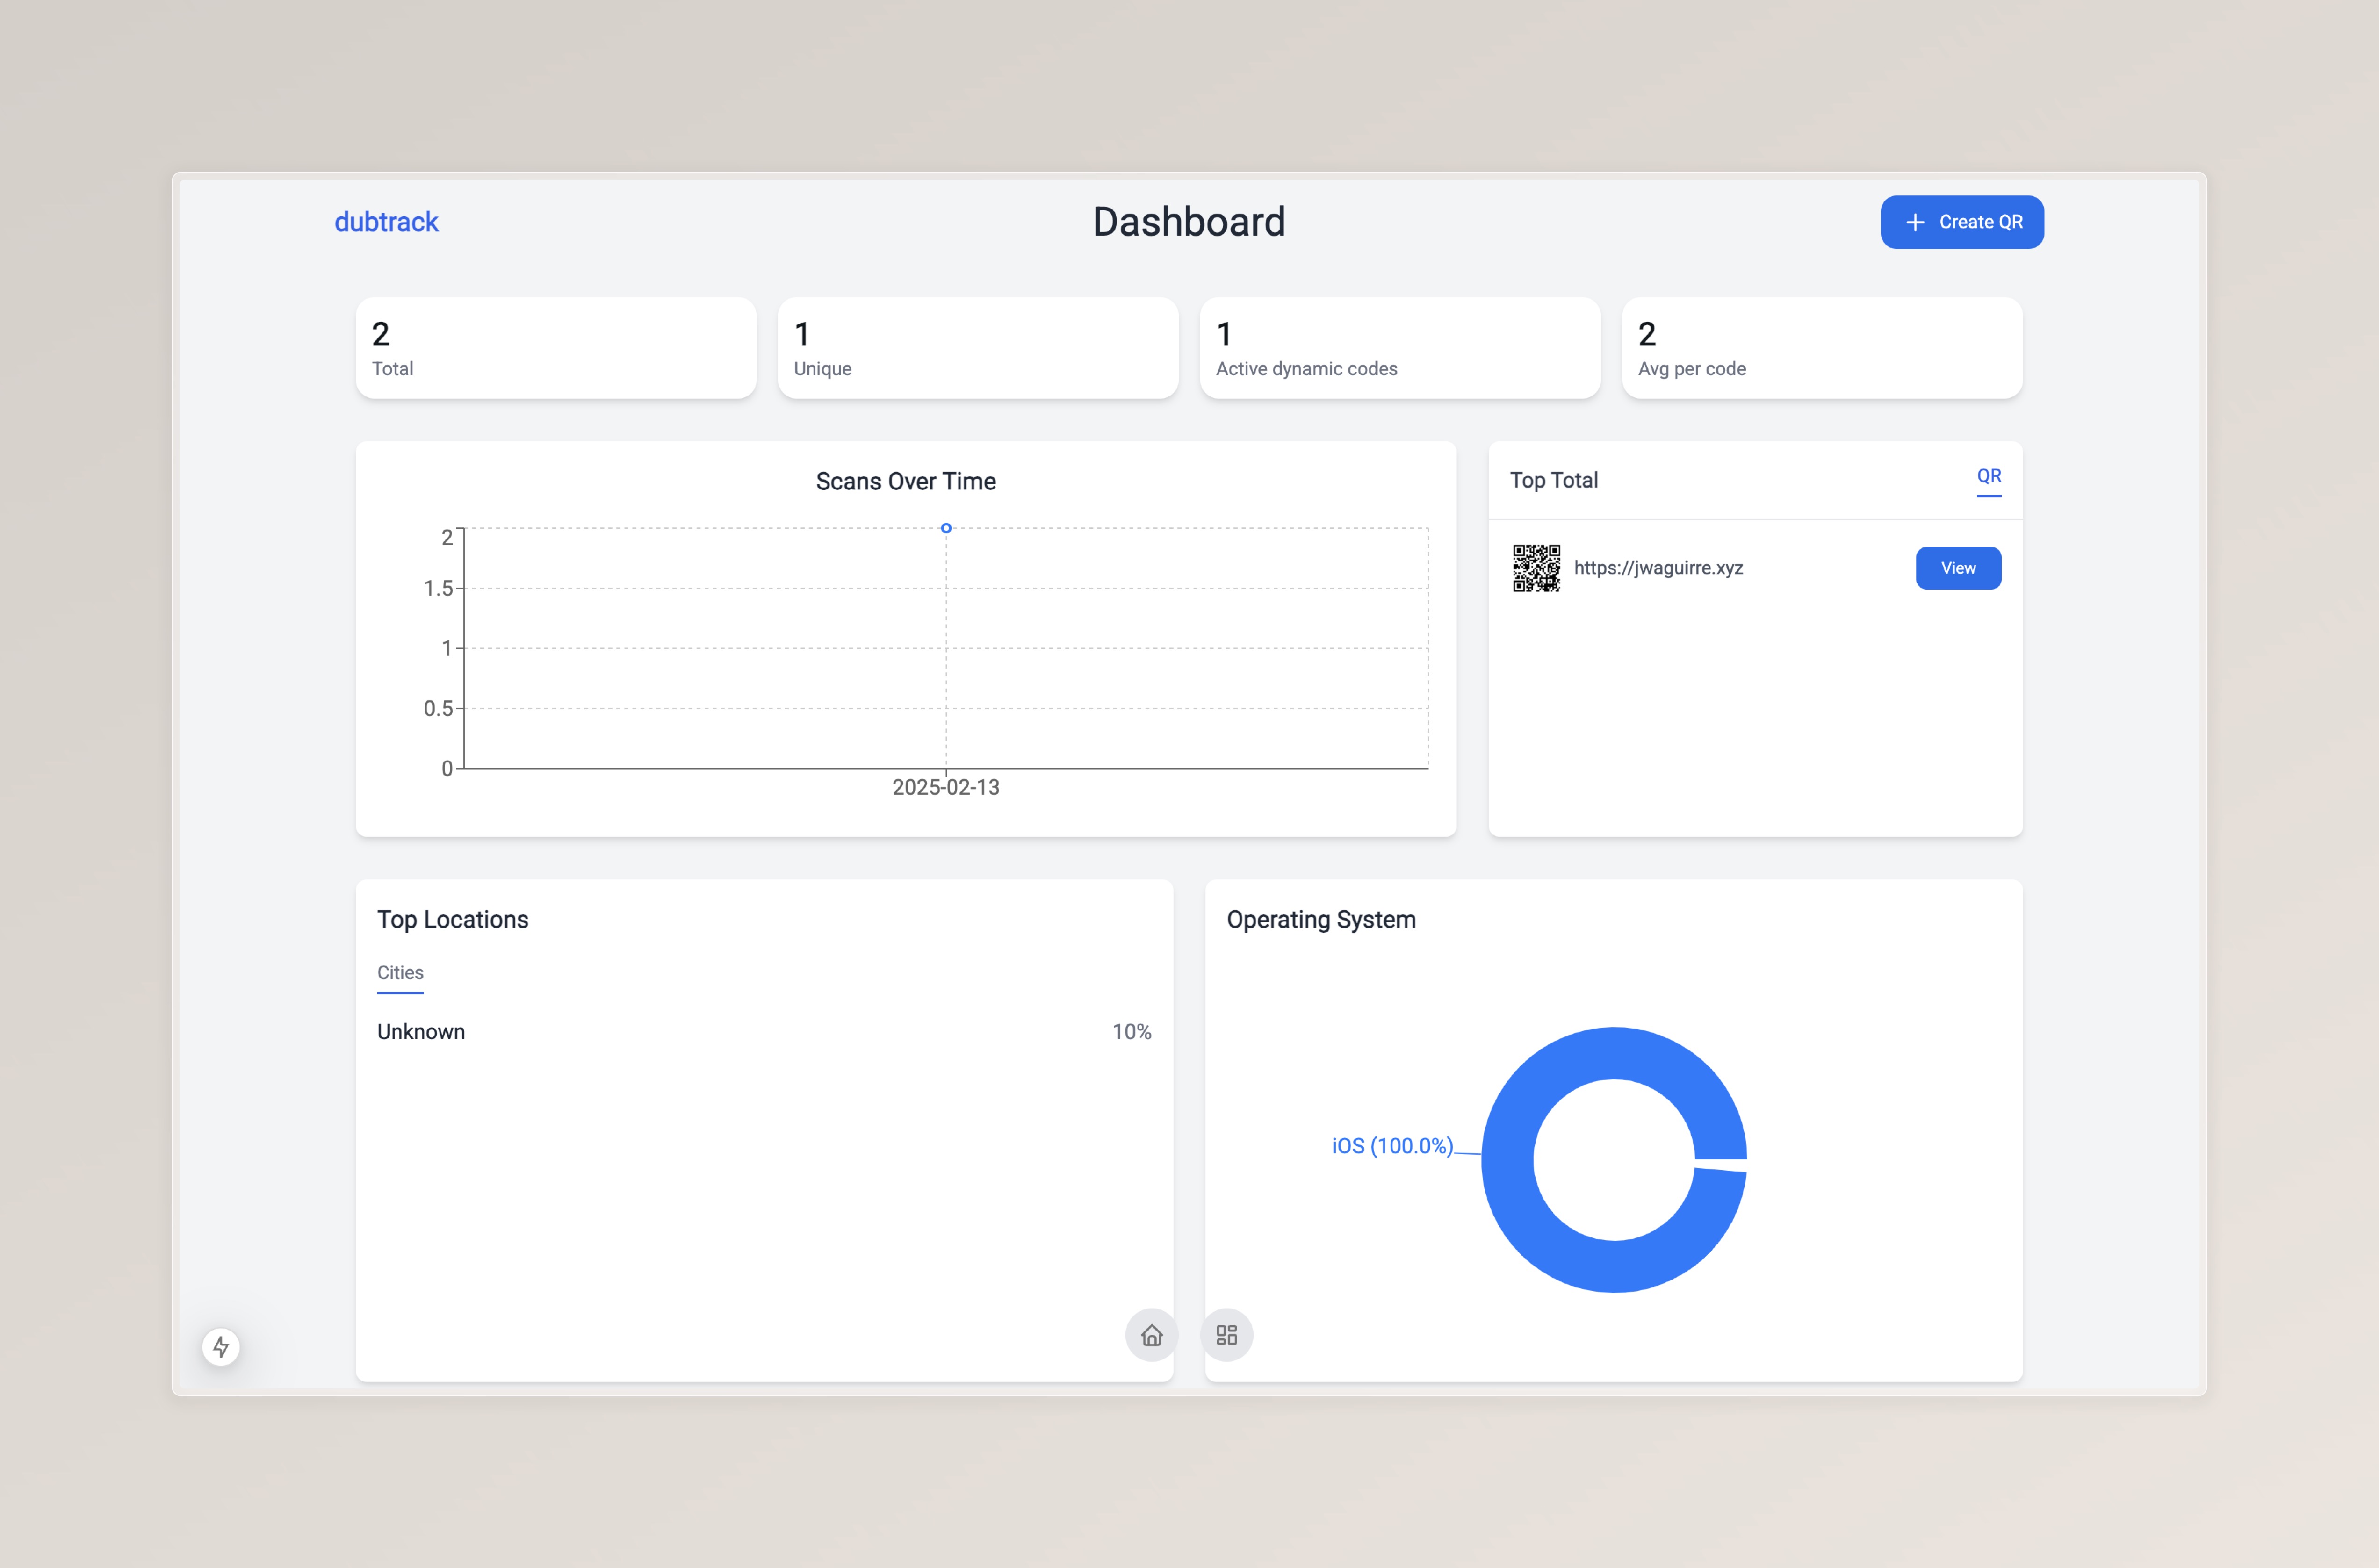 dubtrack
Dashboard
Create QR
2
Total
1
Unique
1
Active dynamic codes
2
Avg per code
Scans Over Time
2
1.5
1
0.5
0
2025-02-13
Top Total
QR
https://jwaguirre.xyz
View
Top Locations
Cities
Unknown 10%
Operating System
iOS (100.0%)